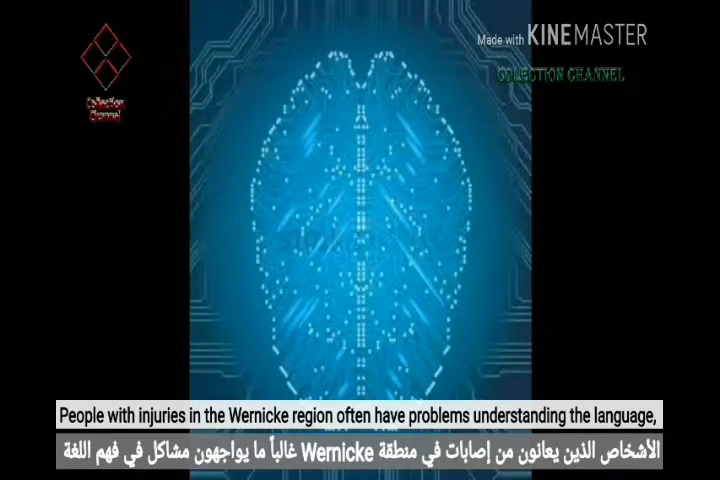 Made with KINEMASTER
COLECTION CHANNEL
Collection
Channel
People with injuries in the Wernicke region often have problems understanding the language,
الأشخاص الذين يعانون من إصابات في منطقة Wernicke غالباً ما يواجهون مشاكل في فهم اللغة